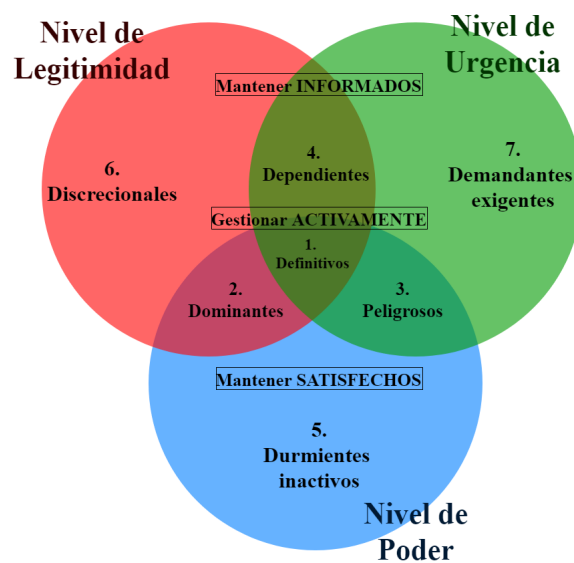 Nivel de
Legitimidad
Nivel de
Urgencia
Mantener INFORMADOS
6.
Discrecionales
4.
Dependientes
7.
Demandantes
exigentes
Gestionar ACTIVAMENTE
1.
Definitivos
2.
Dominantes
3.
Peligrosos
Mantener SATISFECHOS
5.
Durmientes
inactivos
Nivel de
Poder